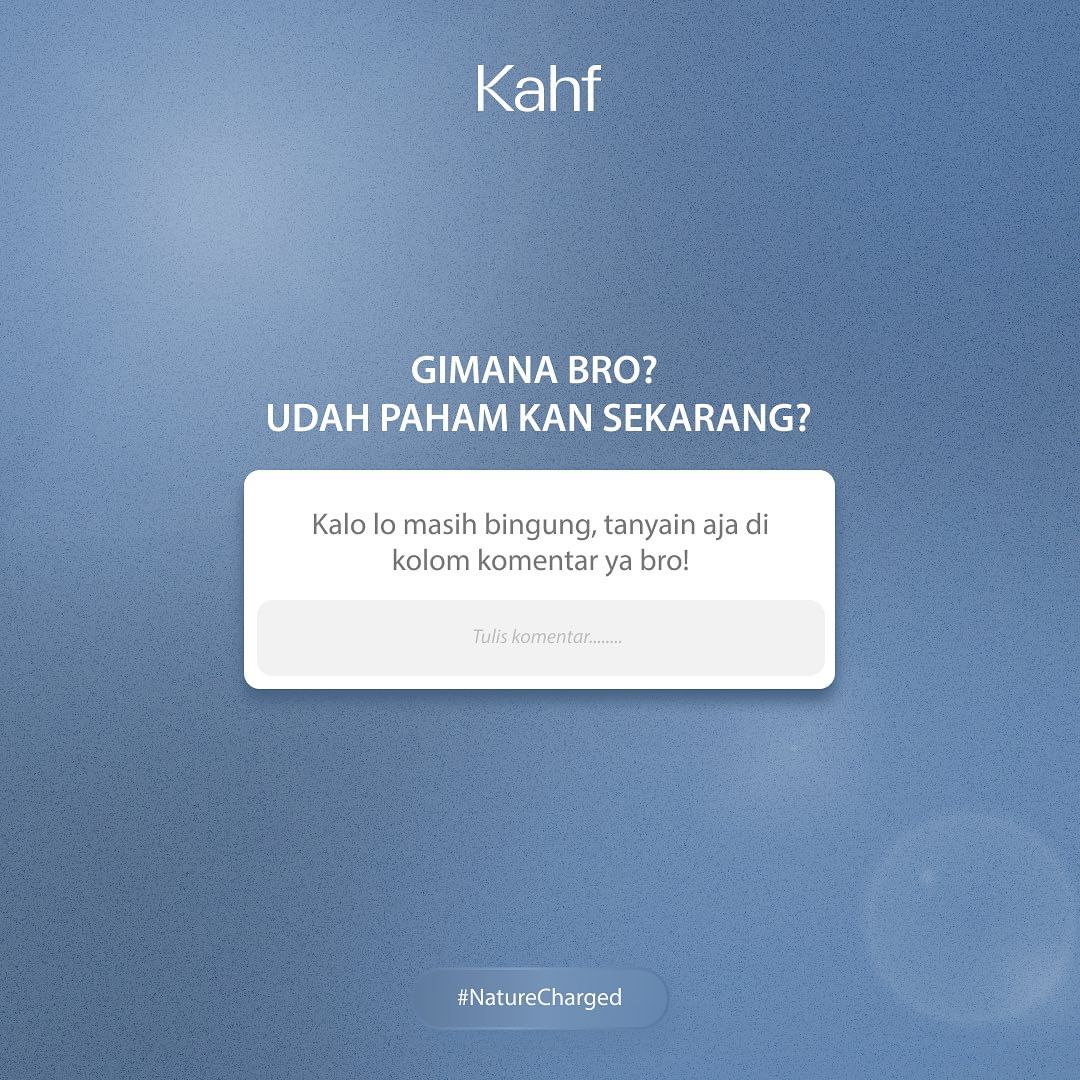 Kahf
GIMANA BRO?
UDAH PAHAM KAN SEKARANG?
Kalo lo masih bingung, tanyain aja di
kolom komentar ya bro!
Tulis komentar........
#NatureCharged